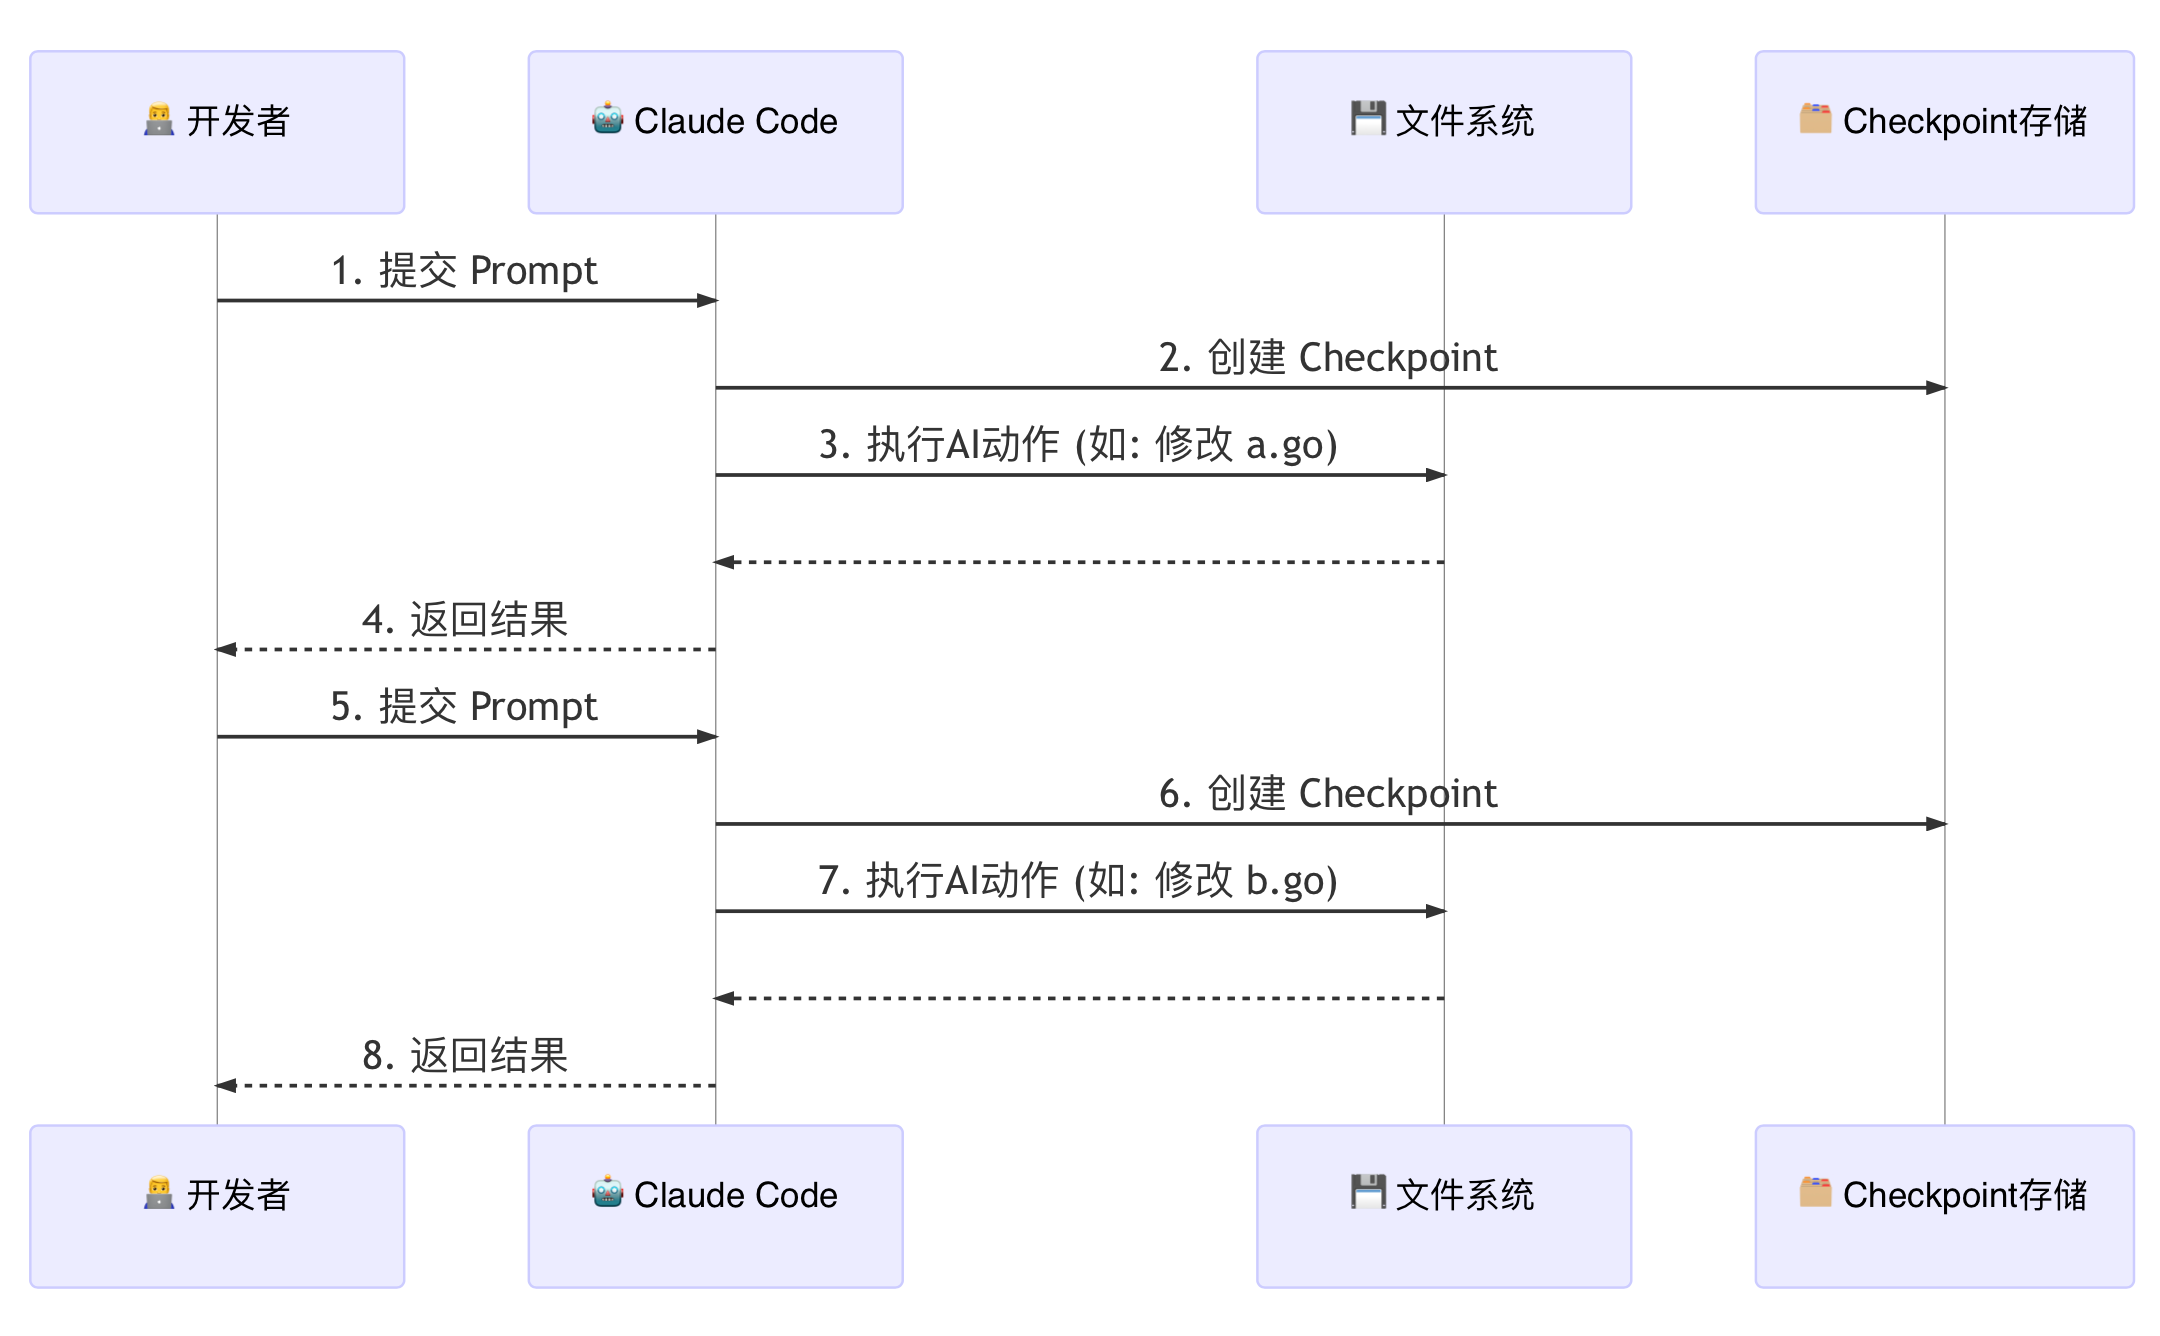 开发者
Claude Code
文件系统
Checkpoint存储
1. 提交 Prompt
2. 创建 Checkpoint
3. 执行AI动作 (如: 修改 a.go)
4. 返回结果
5. 提交 Prompt
6. 创建 Checkpoint
7. 执行AI动作 (如: 修改 b.go)
8. 返回结果
开发者
Claude Code
文件系统
Checkpoint存储